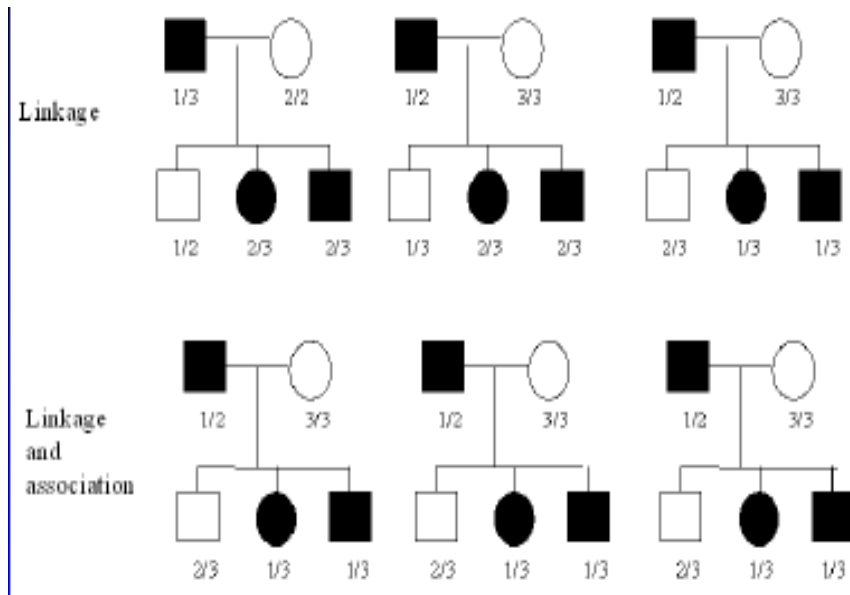 1/3 2/2 1/2 3/3 1/2 3/3
Linkage
1/2 2/3 2/3 1/3 2/3 2/3 2/3 1/3 1/3
1/2 3/3 1/2 3/3 1/2 3/3
Linkage
and
association
2/3 1/3 1/3 2/3 1/3 1/3 2/3 1/3 1/3